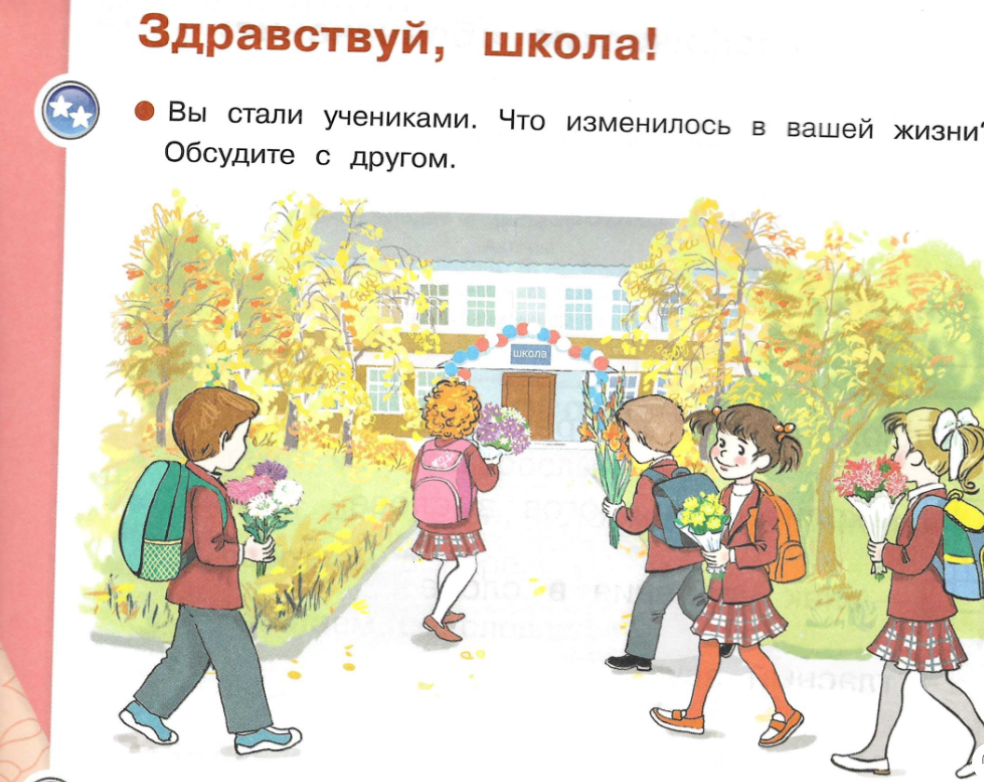 Здравствуй, школа!
Вы стали учениками. Что изменилось в вашей жизни?
Обсудите с другом.
школа